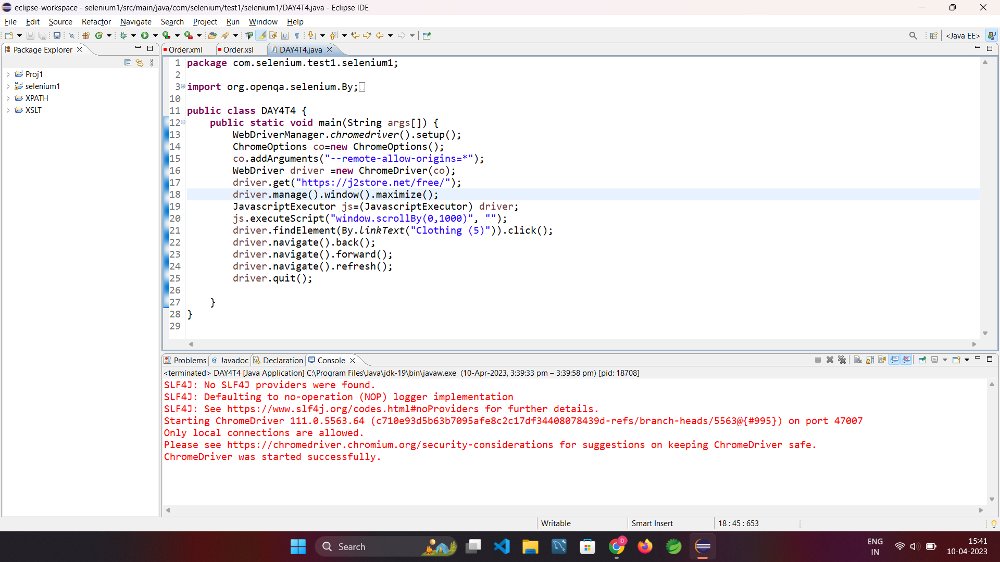 eclipse-workspace - selenium1/src/main/java/com/selenium/test1/selenium1/DAY4T4.java - Eclipse IDE
File Edit Source Refactor Navigate Search Project Run Window Help
<Java EE>
Package Explorer
Order.xml Order.xsl DAY4T4.java
Proj1
selenium1
XPATH
XSLT
1 package com.selenium.test1.selenium1;
2
3 import org.openqa.selenium.By;
10
11 public class DAY4T4 {
12 public static void main(String args[]) {
13 WebDriverManager.chromedriver().setup();
14 ChromeOptions co=new ChromeOptions();
15 co.addArguments("--remote-allow-origins=*");
16 WebDriver driver =new ChromeDriver(co);
17 driver.get("https://j2store.net/free/");
18 driver.manage().window().maximize();
19 JavascriptExecutor js=(JavascriptExecutor) driver;
20 js.executeScript("window.scrollBy(0,1000)", "");
21 driver.findElement(By.linkText("Clothing (5)")).click();
22 driver.navigate().back();
23 driver.navigate().forward();
24 driver.navigate().refresh();
25 driver.quit();
26
27 }
28 }
29
Problems @ Javadoc Declaration Console
<terminated> DAY4T4 [Java Application] C:\Program Files\Java\jdk-19\bin\javaw.exe (10-Apr-2023, 3:39:33 pm – 3:39:58 pm) [pid: 18708]
SLF4J: No SLF4J providers were found.
SLF4J: Defaulting to no-operation (NOP) logger implementation
SLF4J: See https://www.slf4j.org/codes.html#noProviders for further details.
Starting ChromeDriver 111.0.5563.64 (c710e93d5b63b7095afe8c2c17df34408078439d-refs/branch-heads/5563@{#995}) on port 47007
Only local connections are allowed.
Please see https://chromedriver.chromium.org/security-considerations for suggestions on keeping ChromeDriver safe.
ChromeDriver was started successfully.
Writable Smart Insert 18 : 45 : 653
Search
D
ENG
IN
15:41
10-04-2023